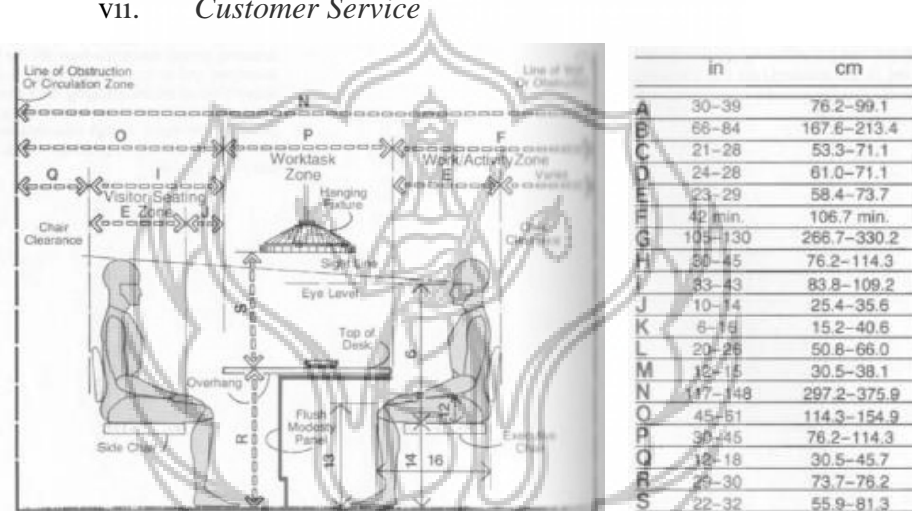 vii. Customer Service
Line of Obstruction
Or Circulation Zone
N
O
P
F
Worktask
Zone
Work/Activity Zone
Q
I
E
Visitor Seating
E Zone
J
Hanging
Fixture
Chair
Clearance
Sight Line
Eye Level
S
6
Top of
Desk
Overhang
R
Flush
Modesty
Panel
12
Side Chair
Executive
Chair
13
14
16
in cm
A 30–39 76.2–99.1
B 66–84 167.6–213.4
C 21–28 53.3–71.1
D 24–28 61.0–71.1
E 23–29 58.4–73.7
F 42 min. 106.7 min.
G 105–130 266.7–330.2
H 30–45 76.2–114.3
I 33–43 83.8–109.2
J 10–14 25.4–35.6
K 6–16 15.2–40.6
L 20–26 50.8–66.0
M 12–15 30.5–38.1
N 117–148 297.2–375.9
O 45–61 114.3–154.9
P 30–45 76.2–114.3
Q 12–18 30.5–45.7
R 29–30 73.7–76.2
S 22–32 55.9–81.3